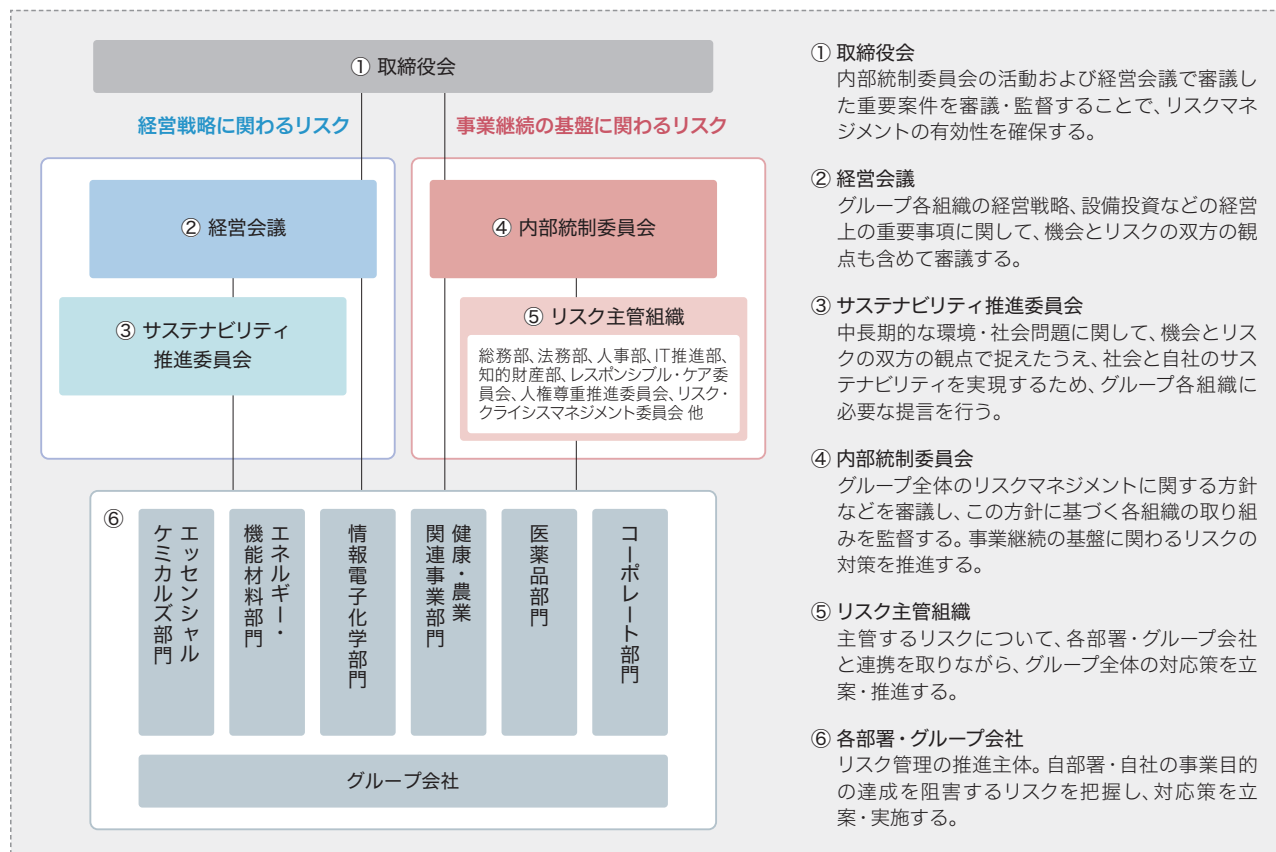 ① 取締役会
経営戦略に関わるリスク
事業継続の基盤に関わるリスク
② 経営会議
③ サステナビリティ
推進委員会
④ 内部統制委員会
⑤ リスク主管組織
総務部、法務部、人事部、IT推進部、
知的財産部、レスポンシブル・ケア委
員会、人権尊重推進委員会、リスク・
クライシスマネジメント委員会 他
⑥
エッセンシャル
ケミカルズ部門
エネルギー・
機能材料部門
情報電子化学部門
健康・農業
関連事業部門
医薬品部門
コーポレート部門
グループ会社
① 取締役会
内部統制委員会の活動および経営会議で審議し
た重要案件を審議・監督することで、リスクマネ
ジメントの有効性を確保する。
② 経営会議
グループ各組織の経営戦略、設備投資などの経営
上の重要事項に関して、機会とリスクの双方の観
点も含めて審議する。
③ サステナビリティ推進委員会
中長期的な環境・社会問題に関して、機会とリス
クの双方の観点で捉えたうえ、社会と自社のサス
テナビリティを実現するため、グループ各組織に
必要な提言を行う。
④ 内部統制委員会
グループ全体のリスクマネジメントに関する方針
などを審議し、この方針に基づく各組織の取り組
みを監督する。事業継続の基盤に関わるリスクの
対策を推進する。
⑤ リスク主管組織
主管するリスクについて、各部署・グループ会社
と連携を取りながら、グループ全体の対応策を立
案・推進する。
⑥ 各部署・グループ会社
リスク管理の推進主体。自部署・自社の事業目的
の達成を阻害するリスクを把握し、対応策を立
案・実施する。